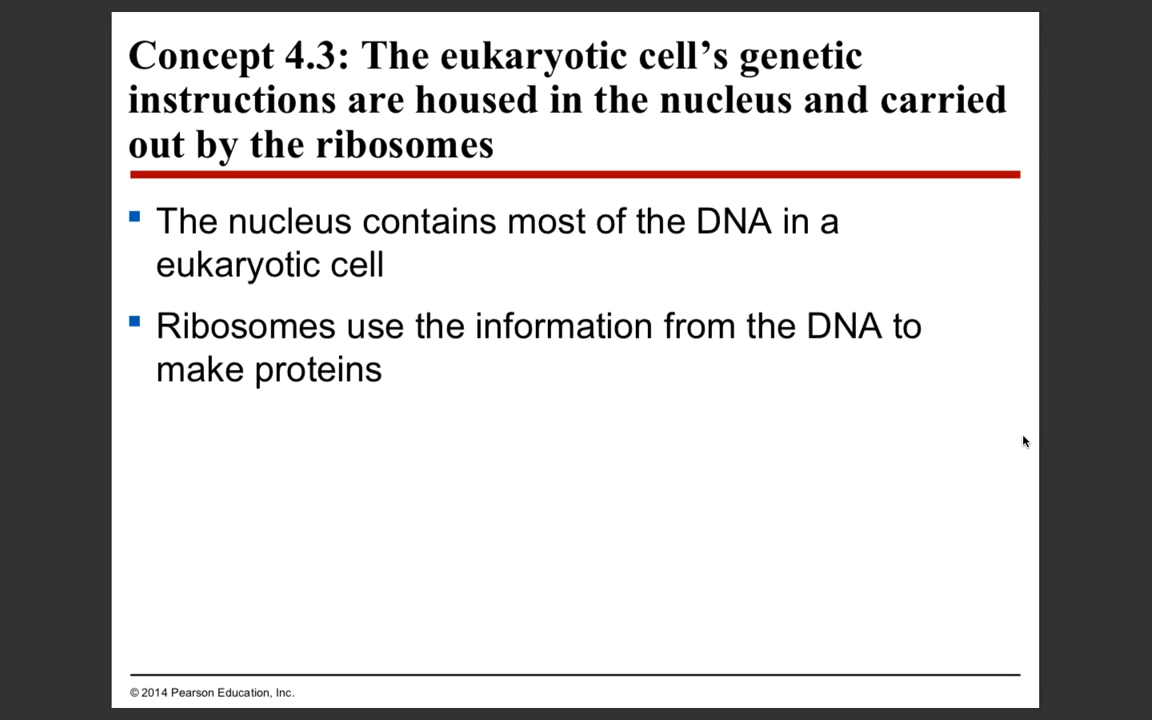 Concept 4.3: The eukaryotic cell’s genetic
instructions are housed in the nucleus and carried
out by the ribosomes
The nucleus contains most of the DNA in a
eukaryotic cell
Ribosomes use the information from the DNA to
make proteins
© 2014 Pearson Education, Inc.